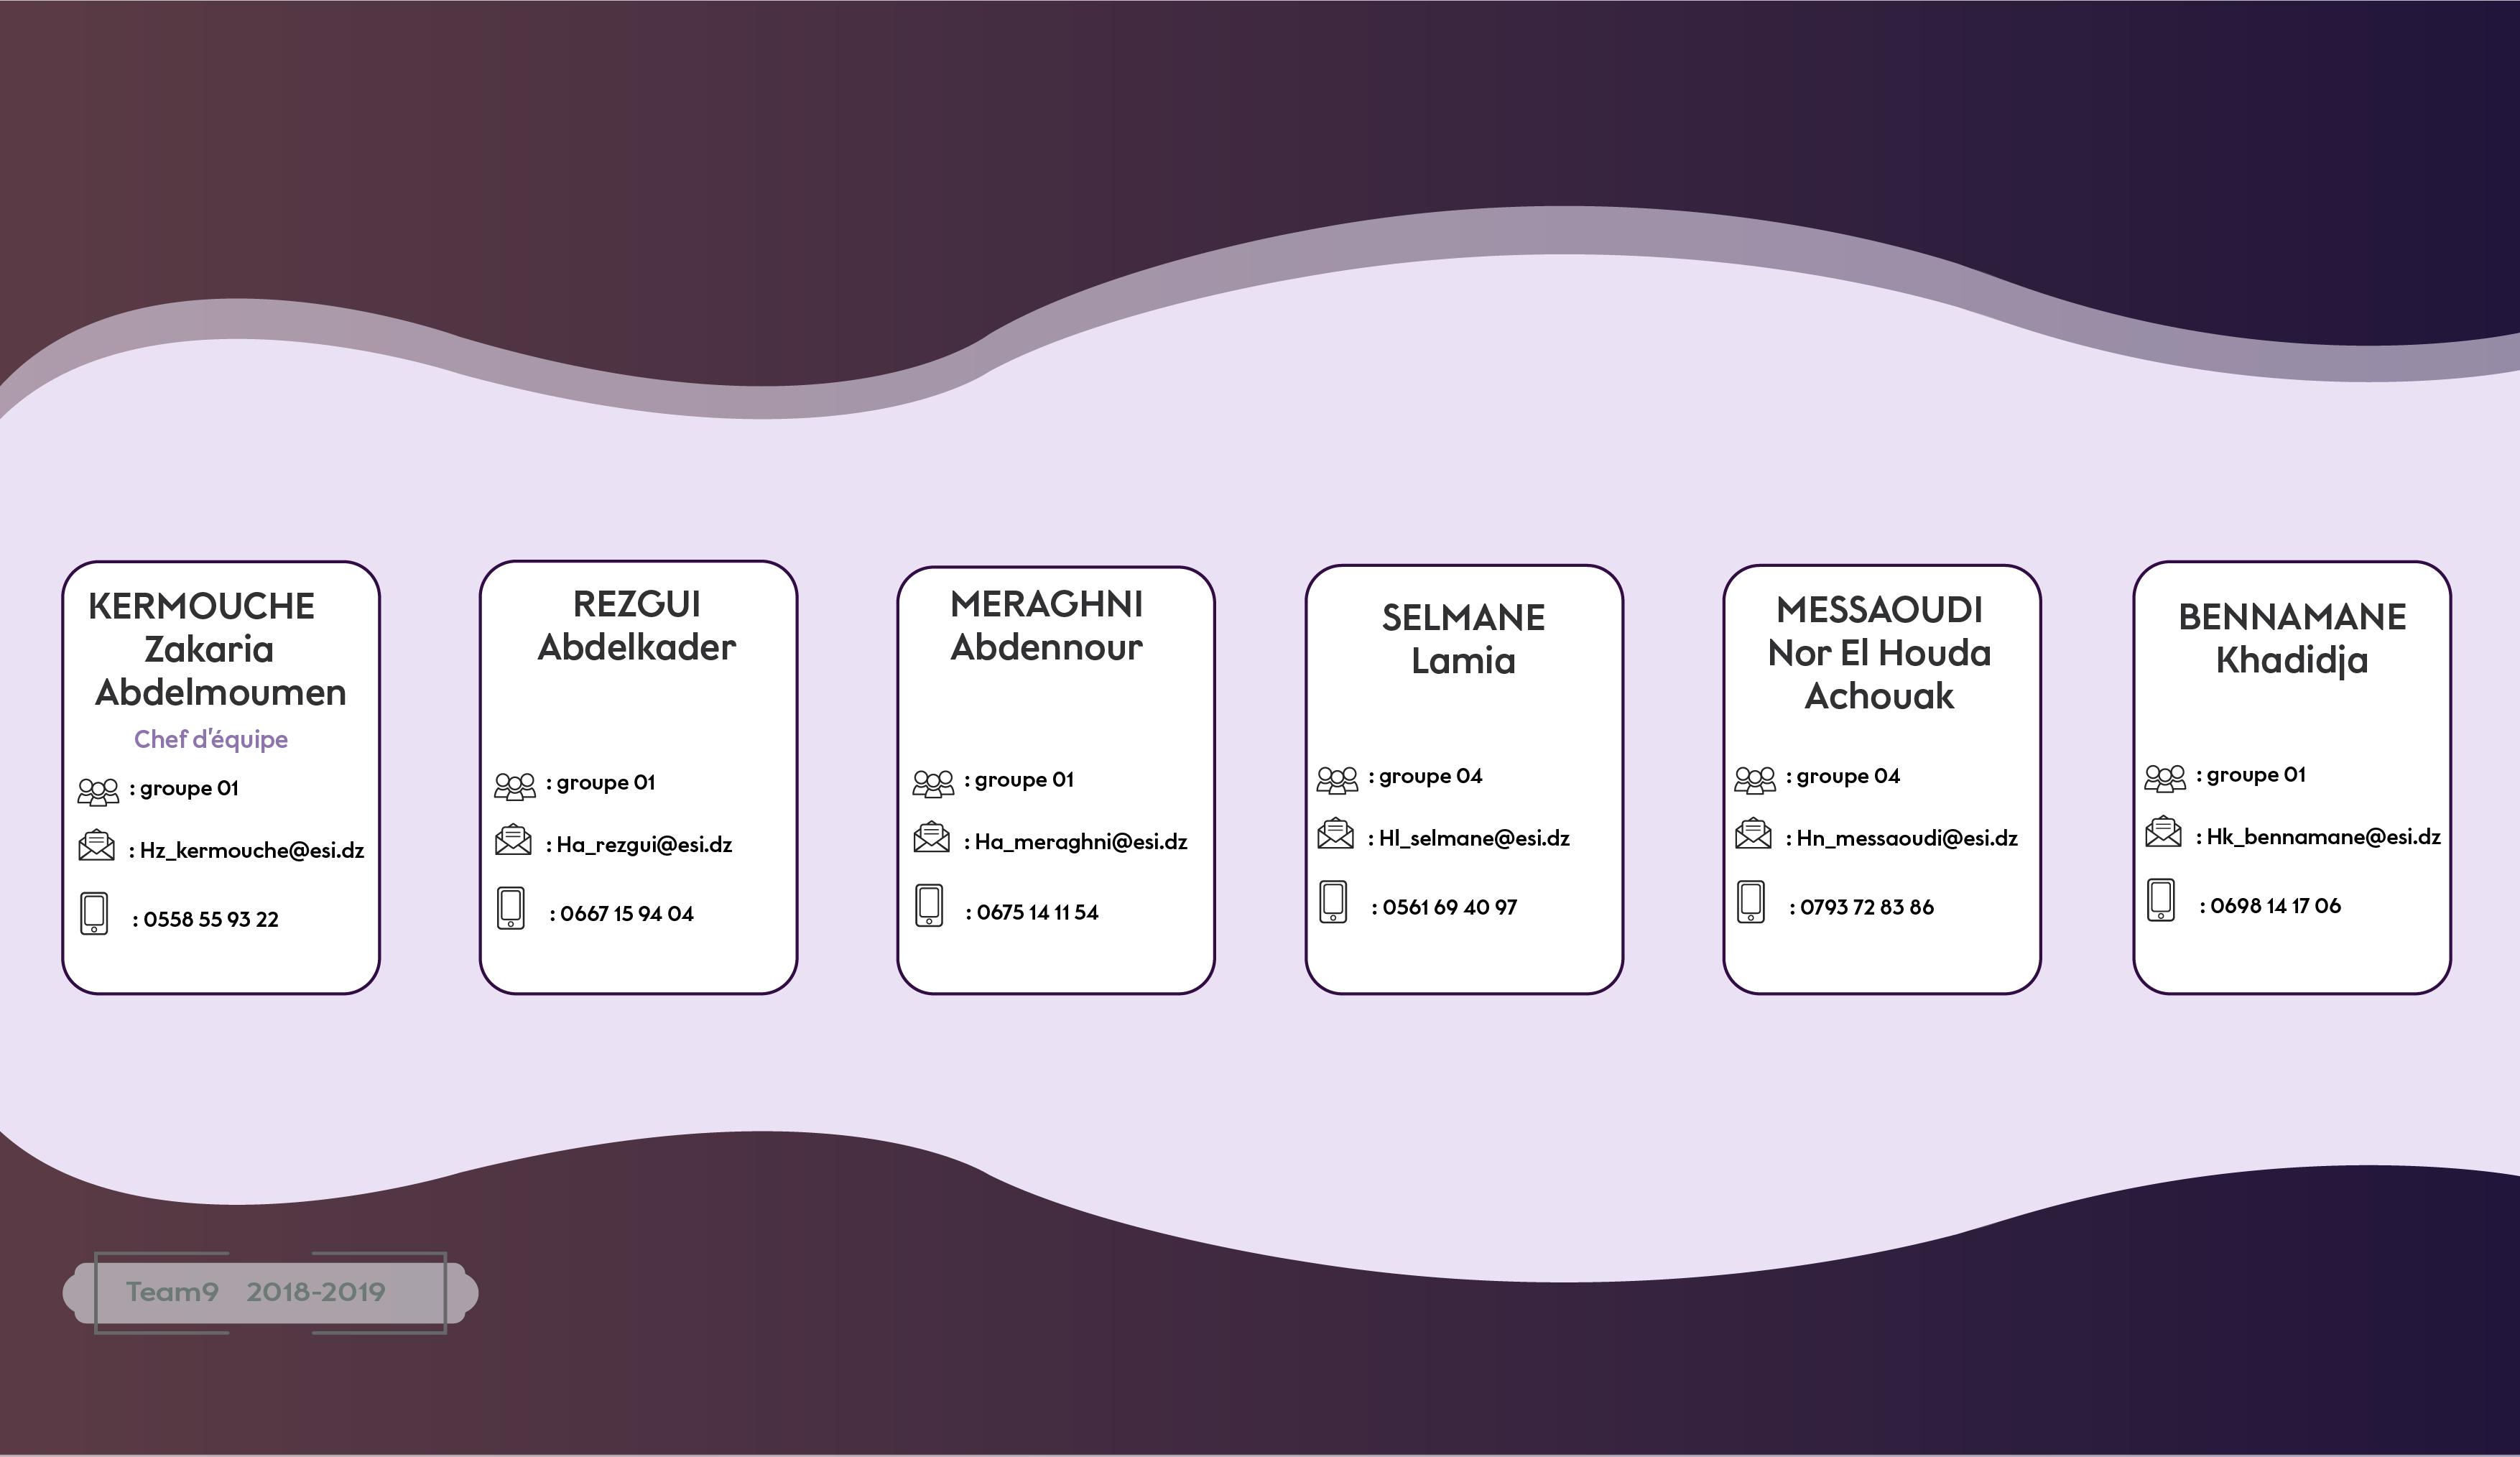 KERMOUCHE
Zakaria
Abdelmoumen
Chef d'équipe
: groupe 01
: Hz_kermouche@esi.dz
: 0558 55 93 22
REZGUI
Abdelkader
: groupe 01
: Ha_rezgui@esi.dz
: 0667 15 94 04
MERAGHNI
Abdennour
: groupe 01
: Ha_meraghni@esi.dz
: 0675 14 11 54
SELMANE
Lamia
: groupe 04
: Hl_selmane@esi.dz
: 0561 69 40 97
MESSAOUDI
Nor El Houda
Achouak
: groupe 04
: Hn_messaoudi@esi.dz
: 0793 72 83 86
BENNAMANE
Khadidja
: groupe 01
: Hk_bennamane@esi.dz
: 0698 14 17 06
Team9 2018-2019